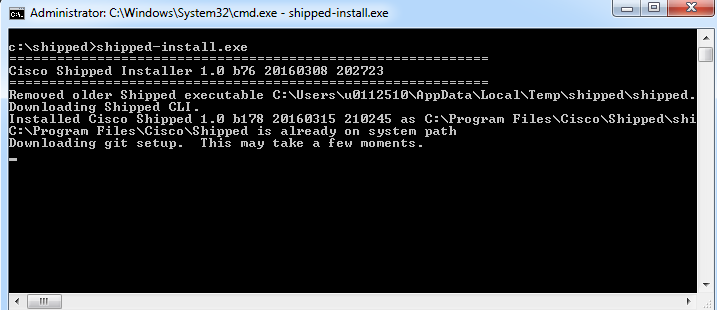 Administrator: C:\Windows\System32\cmd.exe - shipped-install.exe
c:\shipped>shipped-install.exe
============================================================
Cisco Shipped Installer 1.0 b76 20160308 202723
============================================================
Removed older Shipped executable C:\Users\u0112510\AppData\Local\Temp\shipped\shipped.
Downloading Shipped CLI.
Installed Cisco Shipped 1.0 b178 20160315 210245 as C:\Program Files\Cisco\Shipped\shi
C:\Program Files\Cisco\Shipped is already on system path
Downloading git setup.  This may take a few moments.